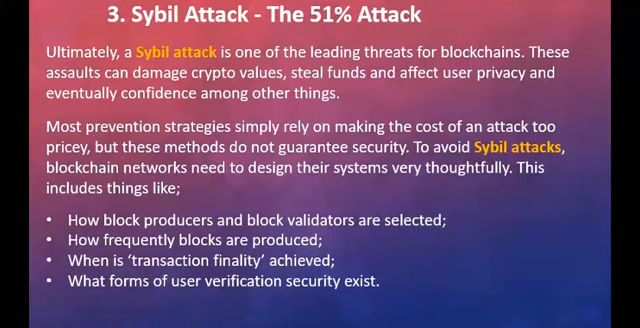 3. Sybil Attack - The 51% Attack
Ultimately, a Sybil attack is one of the leading threats for blockchains. These
assaults can damage crypto values, steal funds and affect user privacy and
eventually confidence among other things.
Most prevention strategies simply rely on making the cost of an attack too
pricey, but these methods do not guarantee security. To avoid Sybil attacks,
blockchain networks need to design their systems very thoughtfully. This
includes things like;
• How block producers and block validators are selected;
• How frequently blocks are produced;
• When is ‘transaction finality’ achieved;
• What forms of user verification security exist.